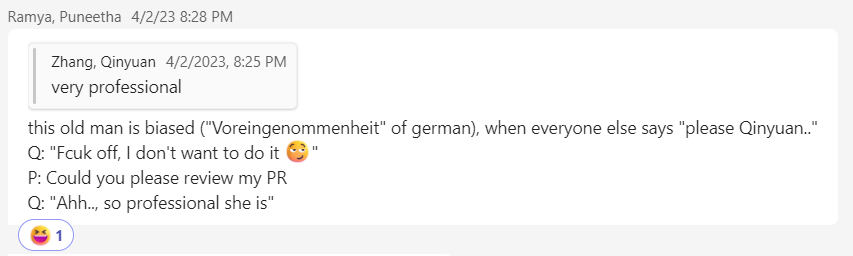 Ramya, Puneetha 4/2/23 8:28 PM
Zhang, Qinyuan 4/2/2023, 8:25 PM
very professional
this old man is biased ("Voreingenommenheit" of german), when everyone else says "please Qinyuan.."
Q: "Fcuk off, I don't want to do it 😏"
P: Could you please review my PR
Q: "Ahh.., so professional she is"
😆 1